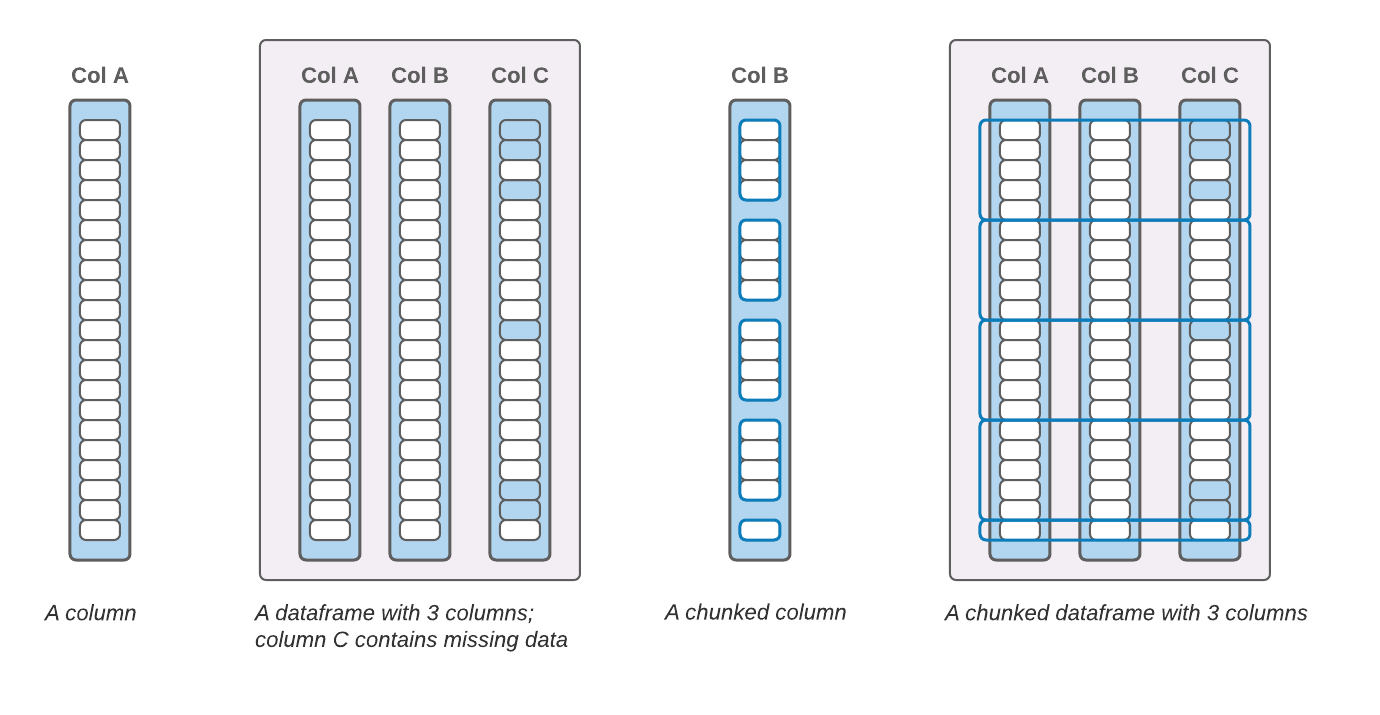 Col A
Col A Col B Col C
Col B
Col A Col B Col C
A column
A dataframe with 3 columns;
column C contains missing data
A chunked column
A chunked dataframe with 3 columns